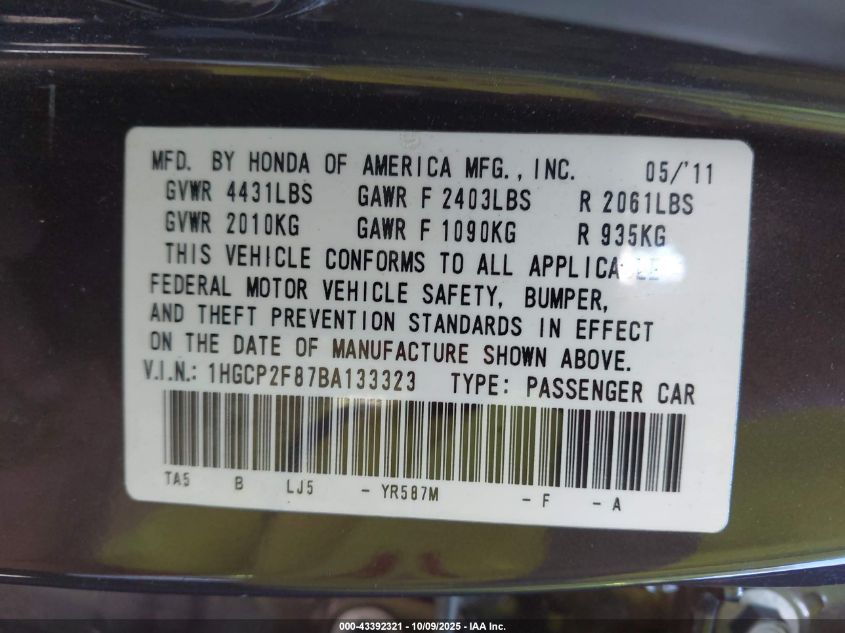 MFD. BY HONDA OF AMERICA MFG., INC. 05/'11
GVWR 4431LBS GAWR F 2403LBS R 2061LBS
GVWR 2010KG GAWR F 1090KG R 935KG
THIS VEHICLE CONFORMS TO ALL APPLICABLE
FEDERAL MOTOR VEHICLE SAFETY, BUMPER,
AND THEFT PREVENTION STANDARDS IN EFFECT
ON THE DATE OF MANUFACTURE SHOWN ABOVE.
V.I.N.: 1HGCP2F87BA133323 TYPE: PASSENGER CAR
TA5 B LJ5 - YR587M - F - A
000-43392321 - 10/09/2025 - IAA Inc.